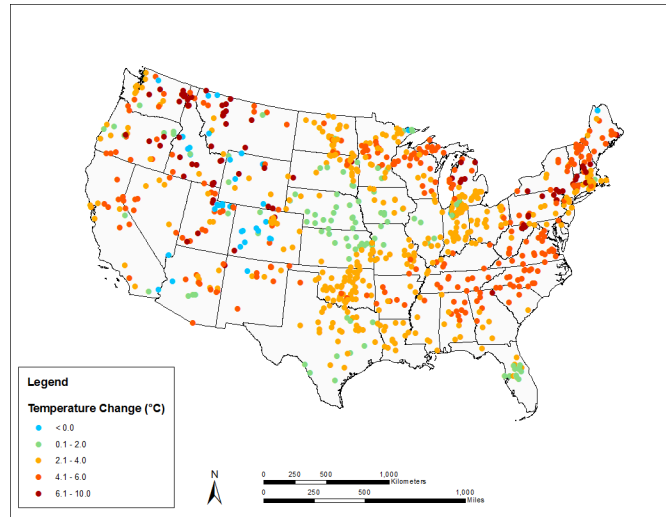 Legend
Temperature Change (°C)
< 0.0
0.1 - 2.0
2.1 - 4.0
4.1 - 6.0
6.1 - 10.0
N
0 250 500 1,000
Kilometers
0 250 500 1,000
Miles